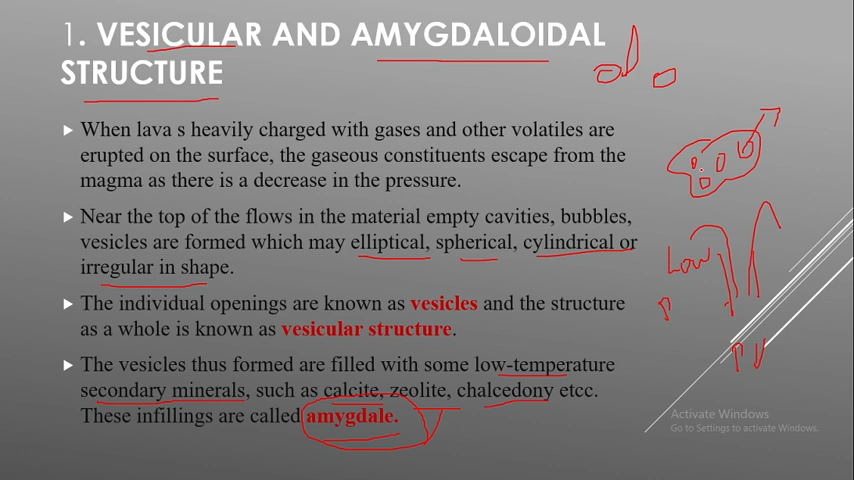 1. VESICULAR AND AMYGDALOIDAL
STRUCTURE
When lava s heavily charged with gases and other volatiles are
erupted on the surface, the gaseous constituents escape from the
magma as there is a decrease in the pressure.
Near the top of the flows in the material empty cavities, bubbles,
vesicles are formed which may elliptical, spherical, cylindrical or
irregular in shape.
The individual openings are known as vesicles and the structure
as a whole is known as vesicular structure.
The vesicles thus formed are filled with some low-temperature
secondary minerals, such as calcite, zeolite, chalcedony etcc.
These infillings are called amygdale.
Low
Activate Windows
Go to Settings to activate Windows.